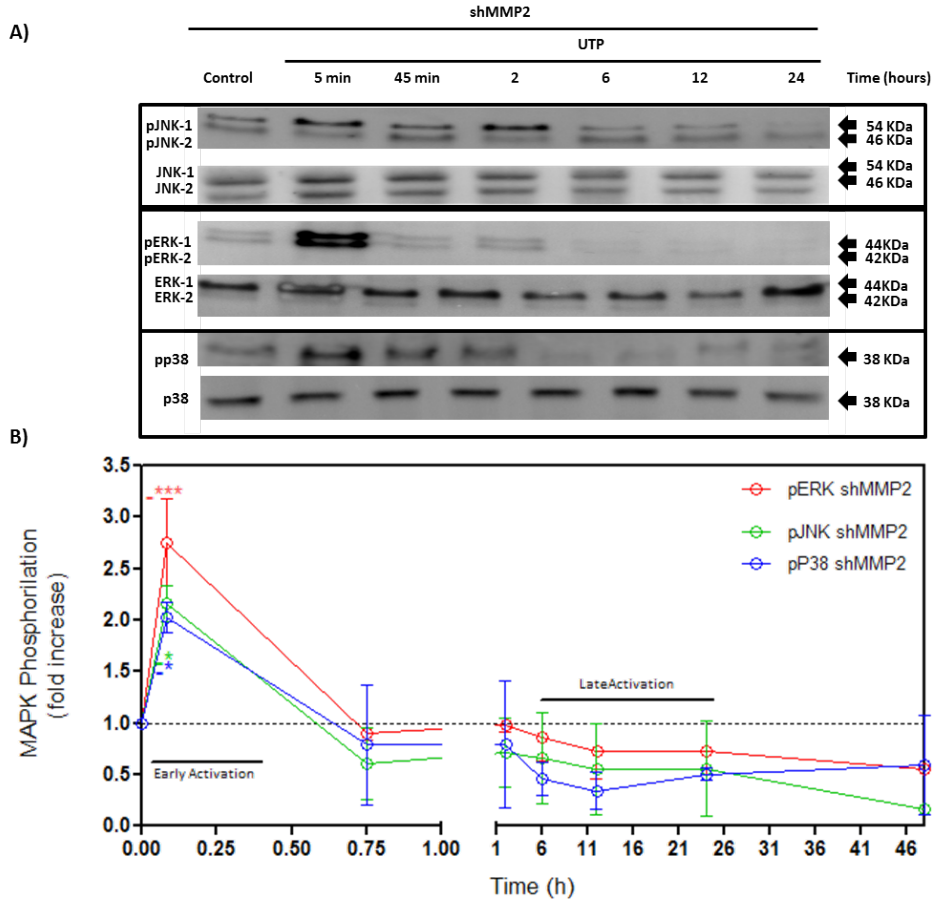 shMMP2
A)
UTP
Control 5 min 45 min 2 6 12 24 Time (hours)
pJNK-1 54 KDa
pJNK-2 46 KDa
JNK-1 54 KDa
JNK-2 46 KDa
pERK-1 44KDa
pERK-2 42KDa
ERK-1 44KDa
ERK-2 42KDa
pp38 38 KDa
p38 38 KDa
B)
MAPK Phosphorilation
(fold increase)
3.5
3.0
2.5
2.0
1.5
1.0
0.5
0.0
- ***
- *
- *
pERK shMMP2
pJNK shMMP2
pP38 shMMP2
LateActivation
Early Activation
0.00 0.25 0.50 0.75 1.00 1 6 11 16 21 26 31 36 41 46
Time (h)